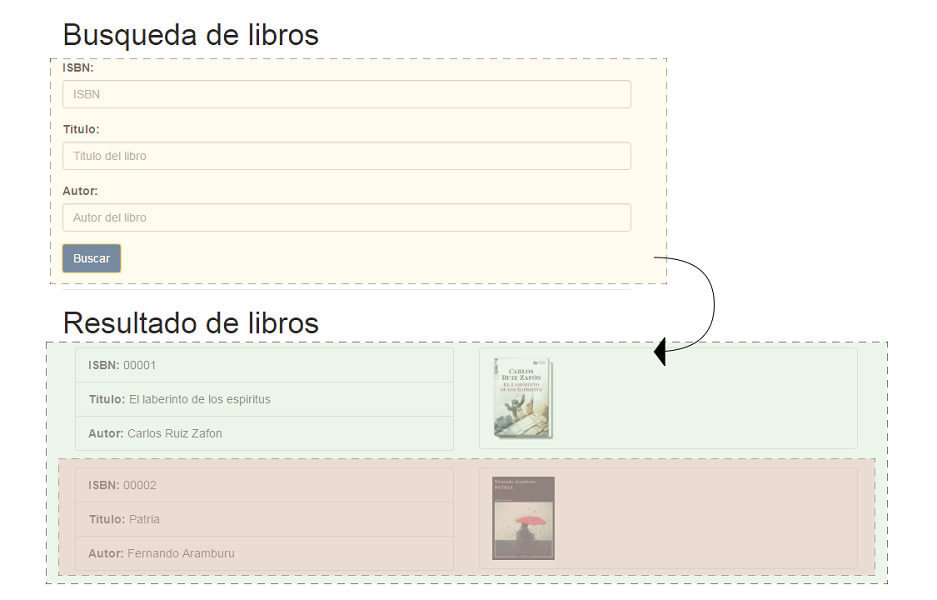 Busqueda de libros
ISBN:
ISBN
Titulo:
Titulo del libro
Autor:
Autor del libro
Buscar
Resultado de libros
ISBN: 00001
Titulo: El laberinto de los espiritus
Autor: Carlos Ruiz Zafon
CARLOS
RUIZ ZAFÓN
EL LABERINTO
DE LOS ESPÍRITUS
ISBN: 00002
Titulo: Patria
Autor: Fernando Aramburu
Fernando Aramburu
PATRIA